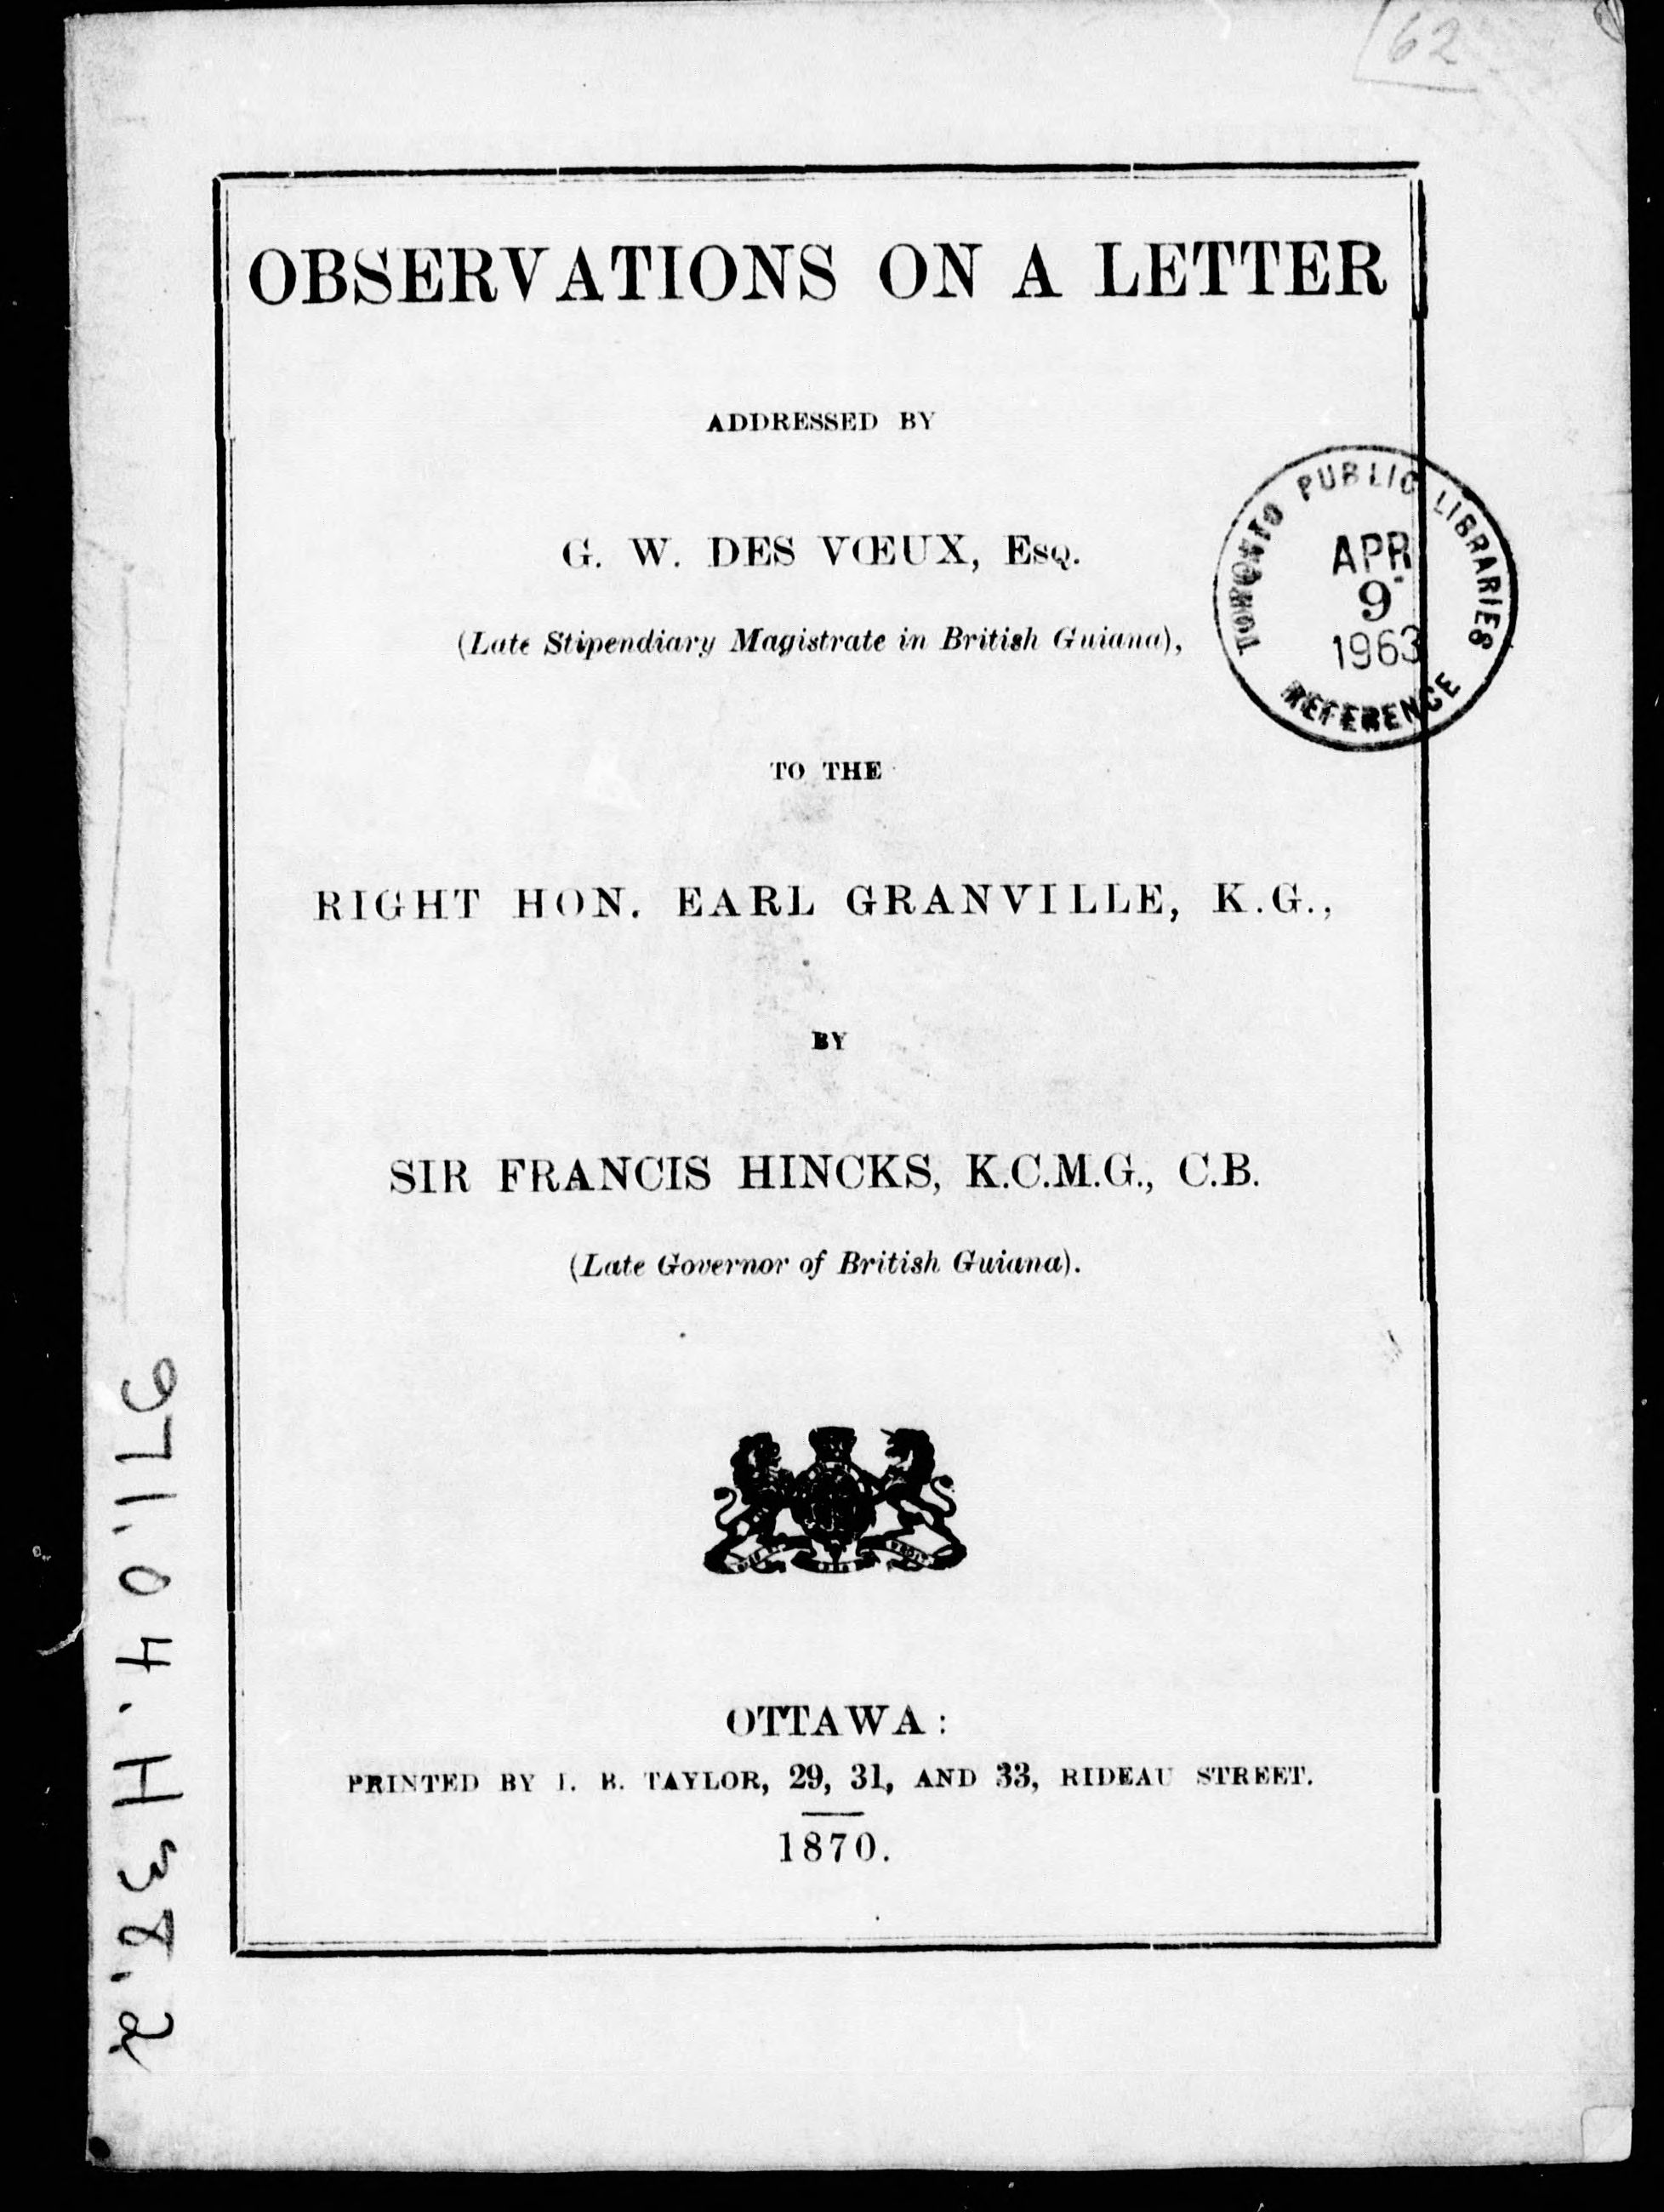 62
OBSERVATIONS ON A LETTER
ADDRESSED BY
G. W. DES VŒUX, Esq.
(Late Stipendiary Magistrate in British Guiana),
TORONTO PUBLIC LIBRARIES
APR
9
1963
REFERENCE
TO THE
RIGHT HON. EARL GRANVILLE, K.G.,
BY
SIR FRANCIS HINCKS, K.C.M.G., C.B.
(Late Governor of British Guiana).
OTTAWA:
PRINTED BY I. B. TAYLOR, 29, 31, AND 33, RIDEAU STREET.
1870.
971.04.H38.2